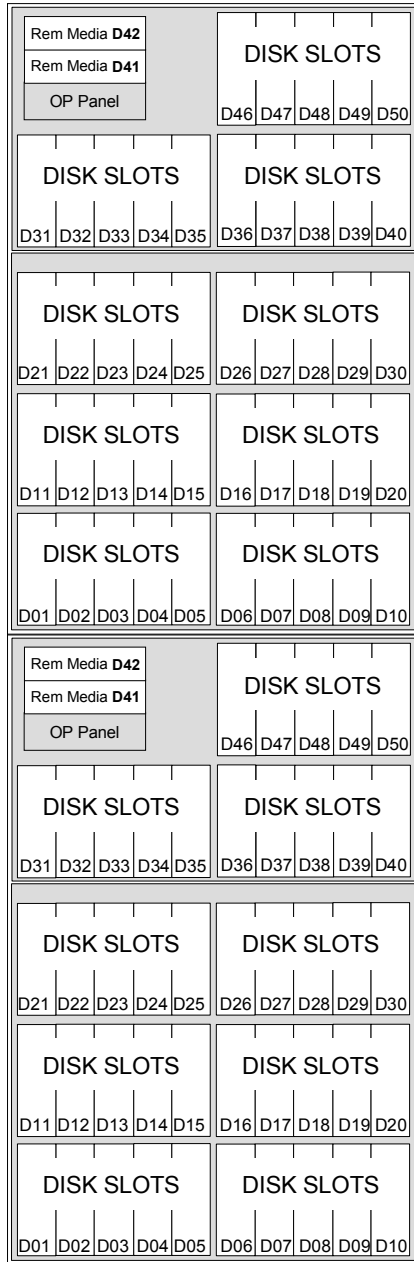 Rem Media D42
Rem Media D41
OP Panel
DISK SLOTS
D46 D47 D48 D49 D50
DISK SLOTS
D31 D32 D33 D34 D35
DISK SLOTS
D36 D37 D38 D39 D40
DISK SLOTS
D21 D22 D23 D24 D25
DISK SLOTS
D26 D27 D28 D29 D30
DISK SLOTS
D11 D12 D13 D14 D15
DISK SLOTS
D16 D17 D18 D19 D20
DISK SLOTS
D01 D02 D03 D04 D05
DISK SLOTS
D06 D07 D08 D09 D10
Rem Media D42
Rem Media D41
OP Panel
DISK SLOTS
D46 D47 D48 D49 D50
DISK SLOTS
D31 D32 D33 D34 D35
DISK SLOTS
D36 D37 D38 D39 D40
DISK SLOTS
D21 D22 D23 D24 D25
DISK SLOTS
D26 D27 D28 D29 D30
DISK SLOTS
D11 D12 D13 D14 D15
DISK SLOTS
D16 D17 D18 D19 D20
DISK SLOTS
D01 D02 D03 D04 D05
DISK SLOTS
D06 D07 D08 D09 D10